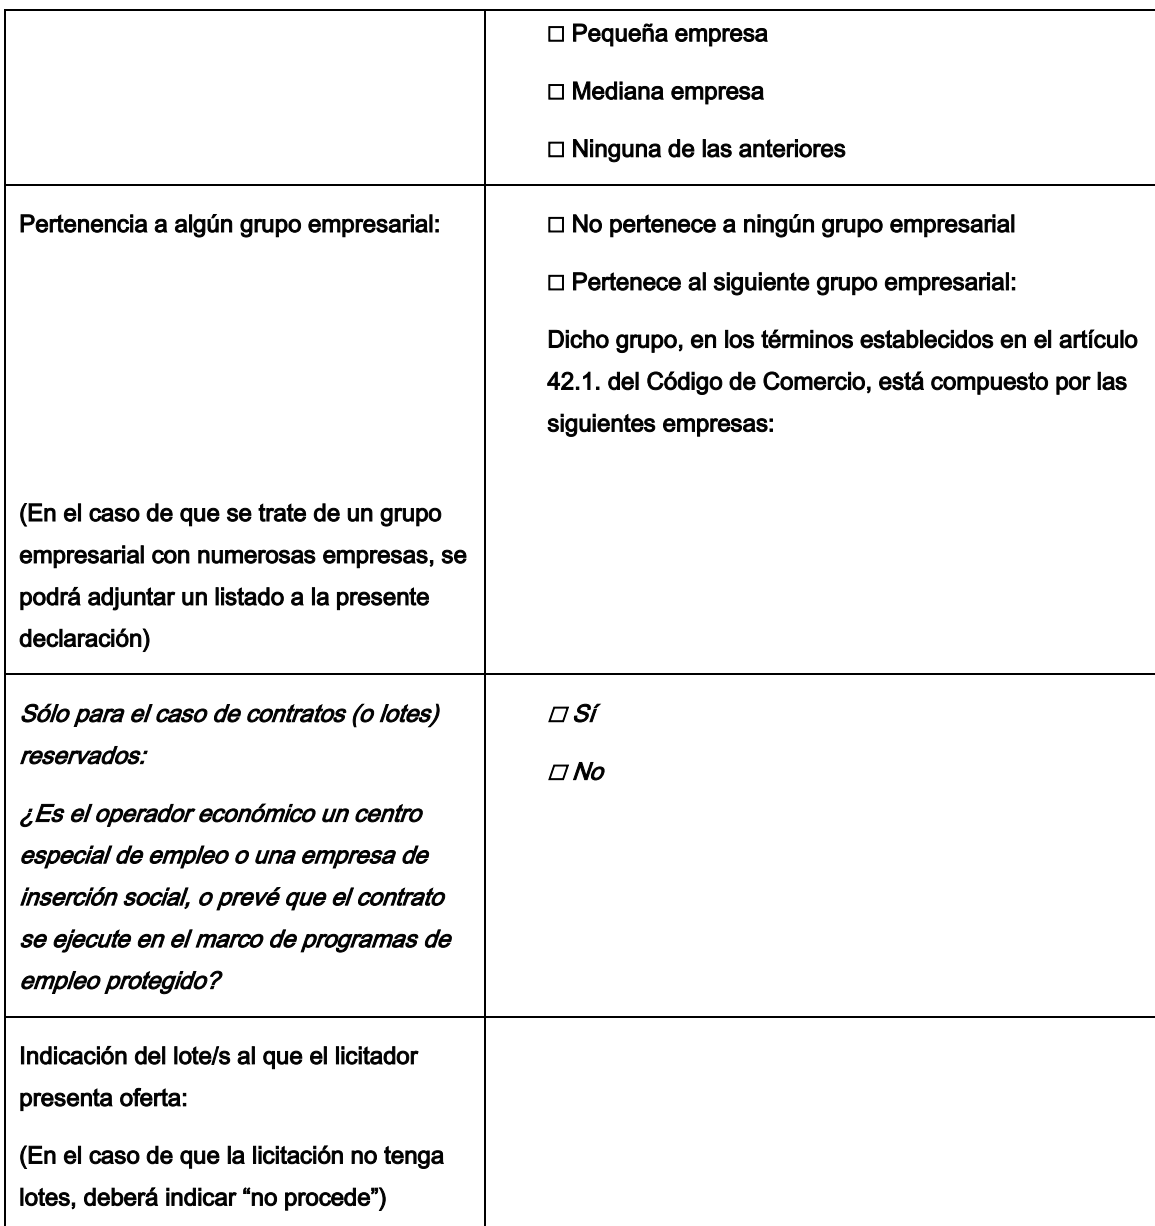 ☐ Pequeña empresa
☐ Mediana empresa
☐ Ninguna de las anteriores
Pertenencia a algún grupo empresarial:
(En el caso de que se trate de un grupo
empresarial con numerosas empresas, se
podrá adjuntar un listado a la presente
declaración)
☐ No pertenece a ningún grupo empresarial
☐ Pertenece al siguiente grupo empresarial:
Dicho grupo, en los términos establecidos en el artículo
42.1. del Código de Comercio, está compuesto por las
siguientes empresas:
Sólo para el caso de contratos (o lotes)
reservados:
¿Es el operador económico un centro
especial de empleo o una empresa de
inserción social, o prevé que el contrato
se ejecute en el marco de programas de
empleo protegido?
☐ Sí
☐ No
Indicación del lote/s al que el licitador
presenta oferta:
(En el caso de que la licitación no tenga
lotes, deberá indicar “no procede”)